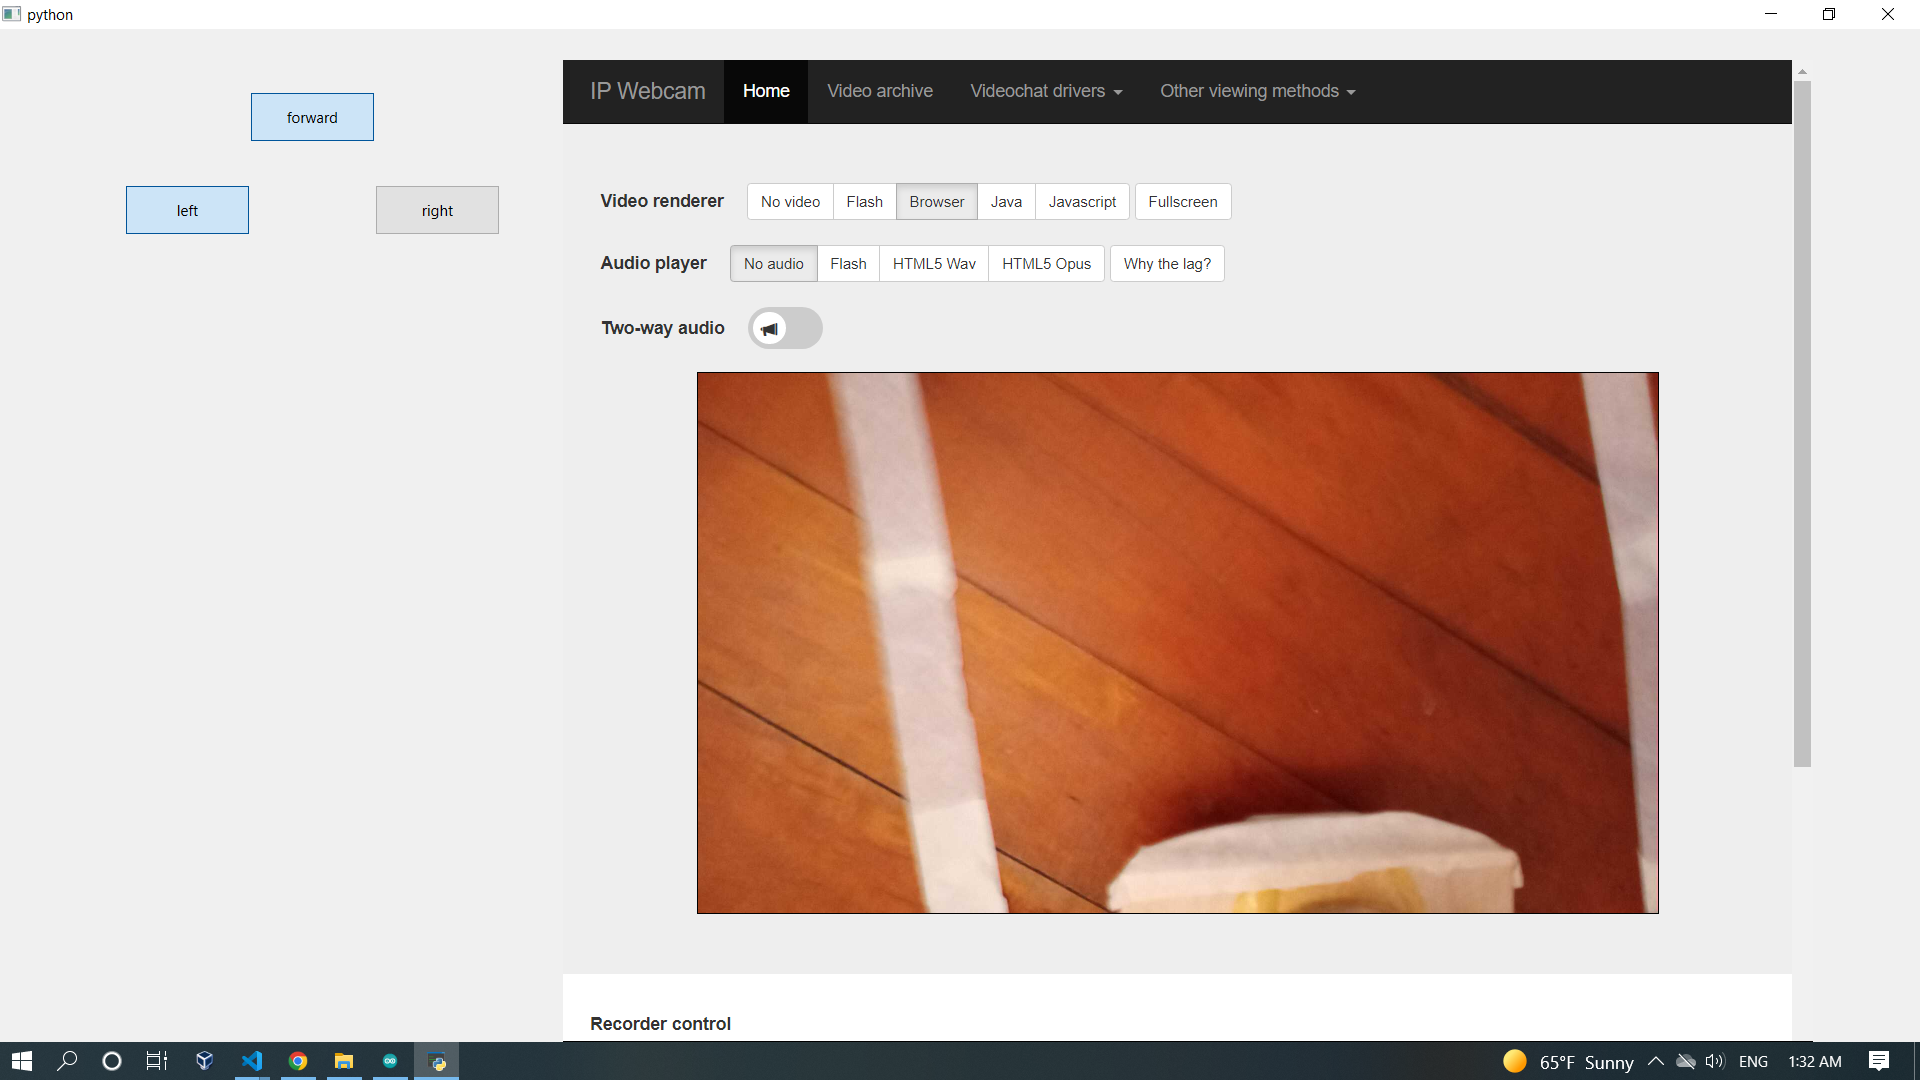 python
forward
left right
IP Webcam Home Video archive Videochat drivers Other viewing methods
Video renderer No video Flash Browser Java Javascript Fullscreen
Audio player No audio Flash HTML5 Wav HTML5 Opus Why the lag?
Two-way audio
Recorder control
65°F Sunny ENG 1:32 AM